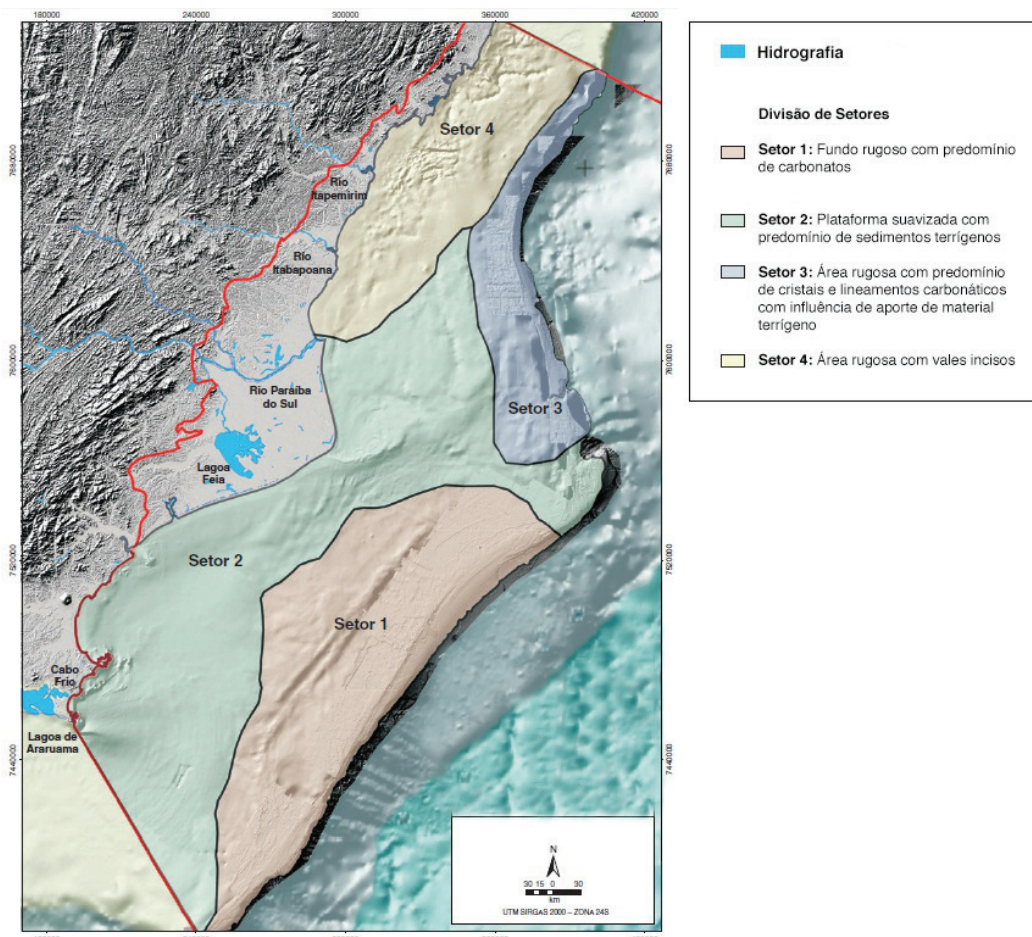 180000 240000 300000 360000 420000
7680000
7680000
7600000
7600000
7520000
7520000
7440000
7440000
Setor 4
Rio
Itapemirim
Rio
Itabapoana
Rio Paraíba
do Sul
Lagoa
Feia
Setor 3
Setor 2
Setor 1
Cabo
Frio
Lagoa de
Araruama
N
30 15 0 30
km
UTM SIRGAS 2000 – ZONA 24S
Hidrografia
Divisão de Setores
Setor 1: Fundo rugoso com predomínio
de carbonatos
Setor 2: Plataforma suavizada com
predomínio de sedimentos terrígenos
Setor 3: Área rugosa com predomínio
de cristais e lineamentos carbonáticos
com influência de aporte de material
terrígeno
Setor 4: Área rugosa com vales incisos